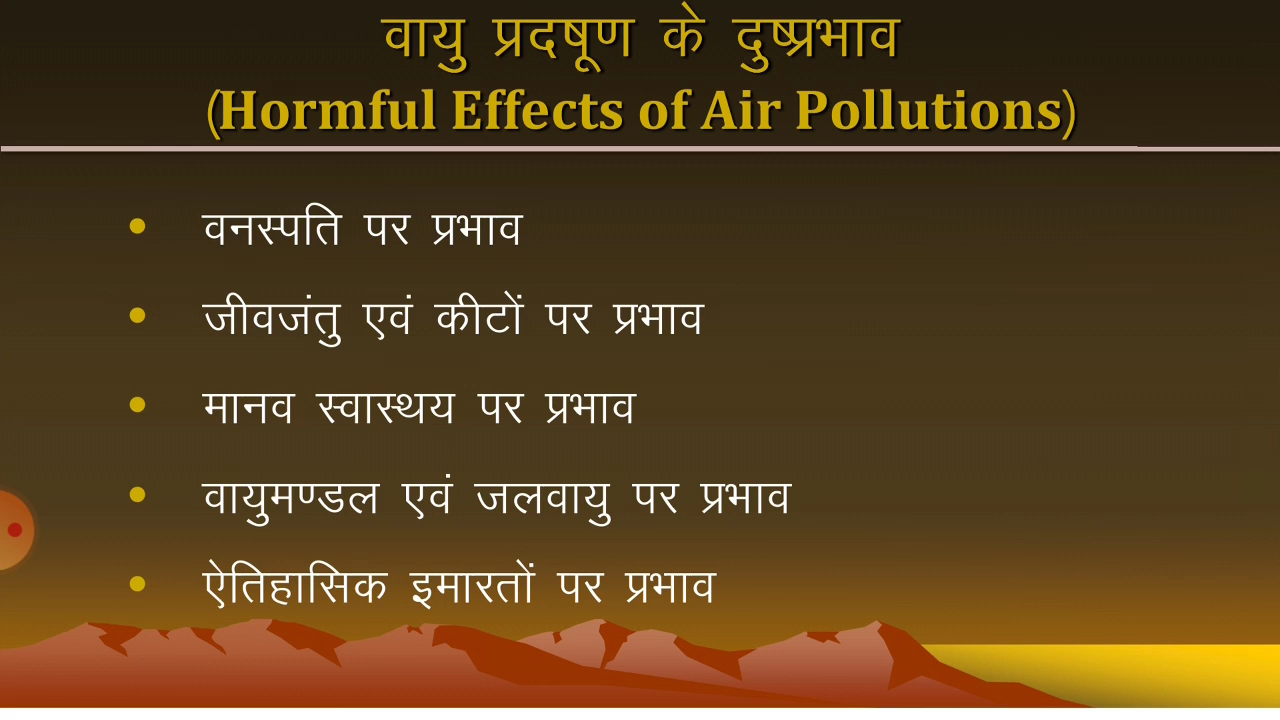 वायु प्रदषूण के दुष्प्रभाव
(Hormful Effects of Air Pollutions)
• वनस्पति पर प्रभाव
• जीवजंतु एवं कीटों पर प्रभाव
• मानव स्वास्थय पर प्रभाव
• वायुमण्डल एवं जलवायु पर प्रभाव
• ऐतिहासिक इमारतों पर प्रभाव